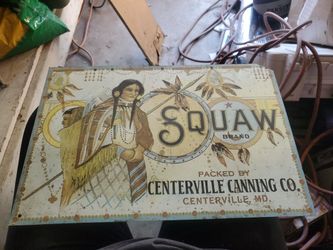 SQUAW
BRAND
PACKED BY
CENTERVILLE CANNING CO.
CENTERVILLE, MD.